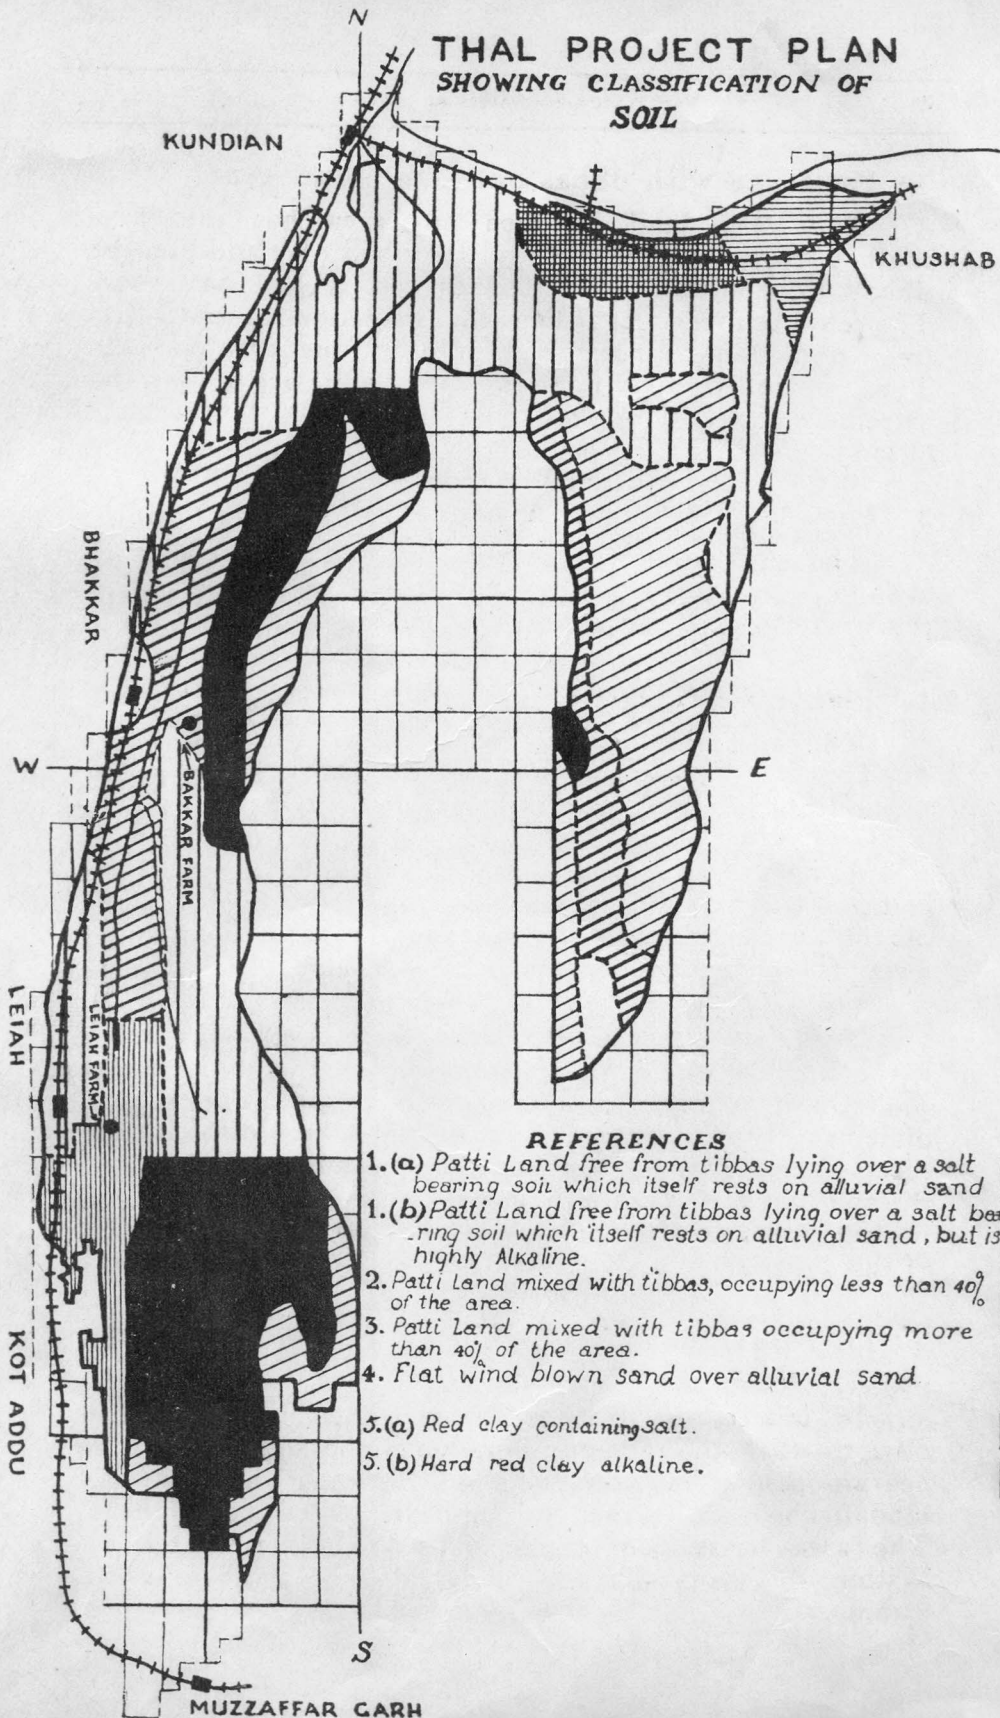 N
THAL PROJECT PLAN
SHOWING CLASSIFICATION OF
SOIL
KUNDIAN
KHUSHAB
BHAKKAR
W
E
BAKKAR FARM
LEIAH
LEIAH FARM
KOT ADDU
REFERENCES
1.(a) Patti Land free from tibbas lying over a salt
bearing soil which itself rests on alluvial sand
1.(b) Patti Land free from tibbas lying over a salt bea
ring soil which itself rests on alluvial sand, but is
highly Alkaline.
2. Patti Land mixed with tibbas, occupying less than 40%
of the area.
3. Patti Land mixed with tibbas occupying more
than 40% of the area.
4. Flat wind blown sand over alluvial sand
5.(a) Red clay containing salt.
5.(b) Hard red clay alkaline.
S
MUZZAFFAR GARH